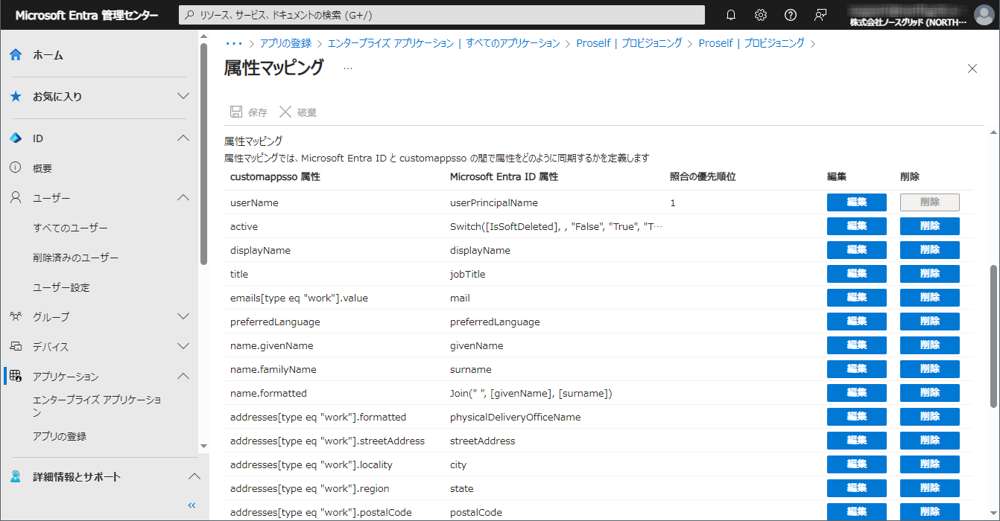 Microsoft Entra 管理センター
リソース、サービス、ドキュメントの検索 (G+/)
株式会社ノースグリッド (NORTH…
ホーム
お気に入り
ID
概要
ユーザー
すべてのユーザー
削除済みのユーザー
ユーザー設定
グループ
デバイス
アプリケーション
エンタープライズ アプリケーショ
ン
アプリの登録
詳細情報とサポート
«
… > アプリの登録 > エンタープライズ アプリケーション | すべてのアプリケーション > Proself | プロビジョニング > Proself | プロビジョニング >
属性マッピング …
保存 破棄
属性マッピング
属性マッピングでは、Microsoft Entra ID と customappsso の間で属性をどのように同期するかを定義します
customappsso 属性 Microsoft Entra ID 属性 照合の優先順位 編集 削除
userName userPrincipalName 1 編集 削除
active Switch([IsSoftDeleted], , "False", "True", "T… 編集 削除
displayName displayName 編集 削除
title jobTitle 編集 削除
emails[type eq "work"].value mail 編集 削除
preferredLanguage preferredLanguage 編集 削除
name.givenName givenName 編集 削除
name.familyName surname 編集 削除
name.formatted Join(" ", [givenName], [surname]) 編集 削除
addresses[type eq "work"].formatted physicalDeliveryOfficeName 編集 削除
addresses[type eq "work"].streetAddress streetAddress 編集 削除
addresses[type eq "work"].locality city 編集 削除
addresses[type eq "work"].region state 編集 削除
addresses[type eq "work"].postalCode postalCode 編集 削除